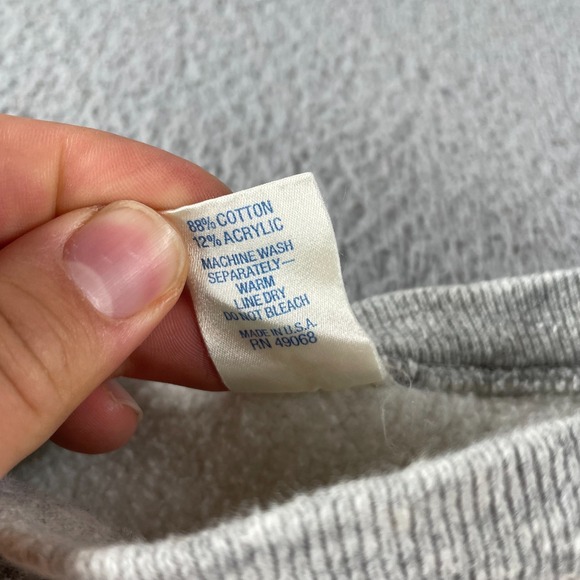 88% COTTON
12% ACRYLIC
MACHINE WASH
SEPARATELY—
WARM
LINE DRY
DO NOT BLEACH
MADE IN U.S.A.
RN 49068